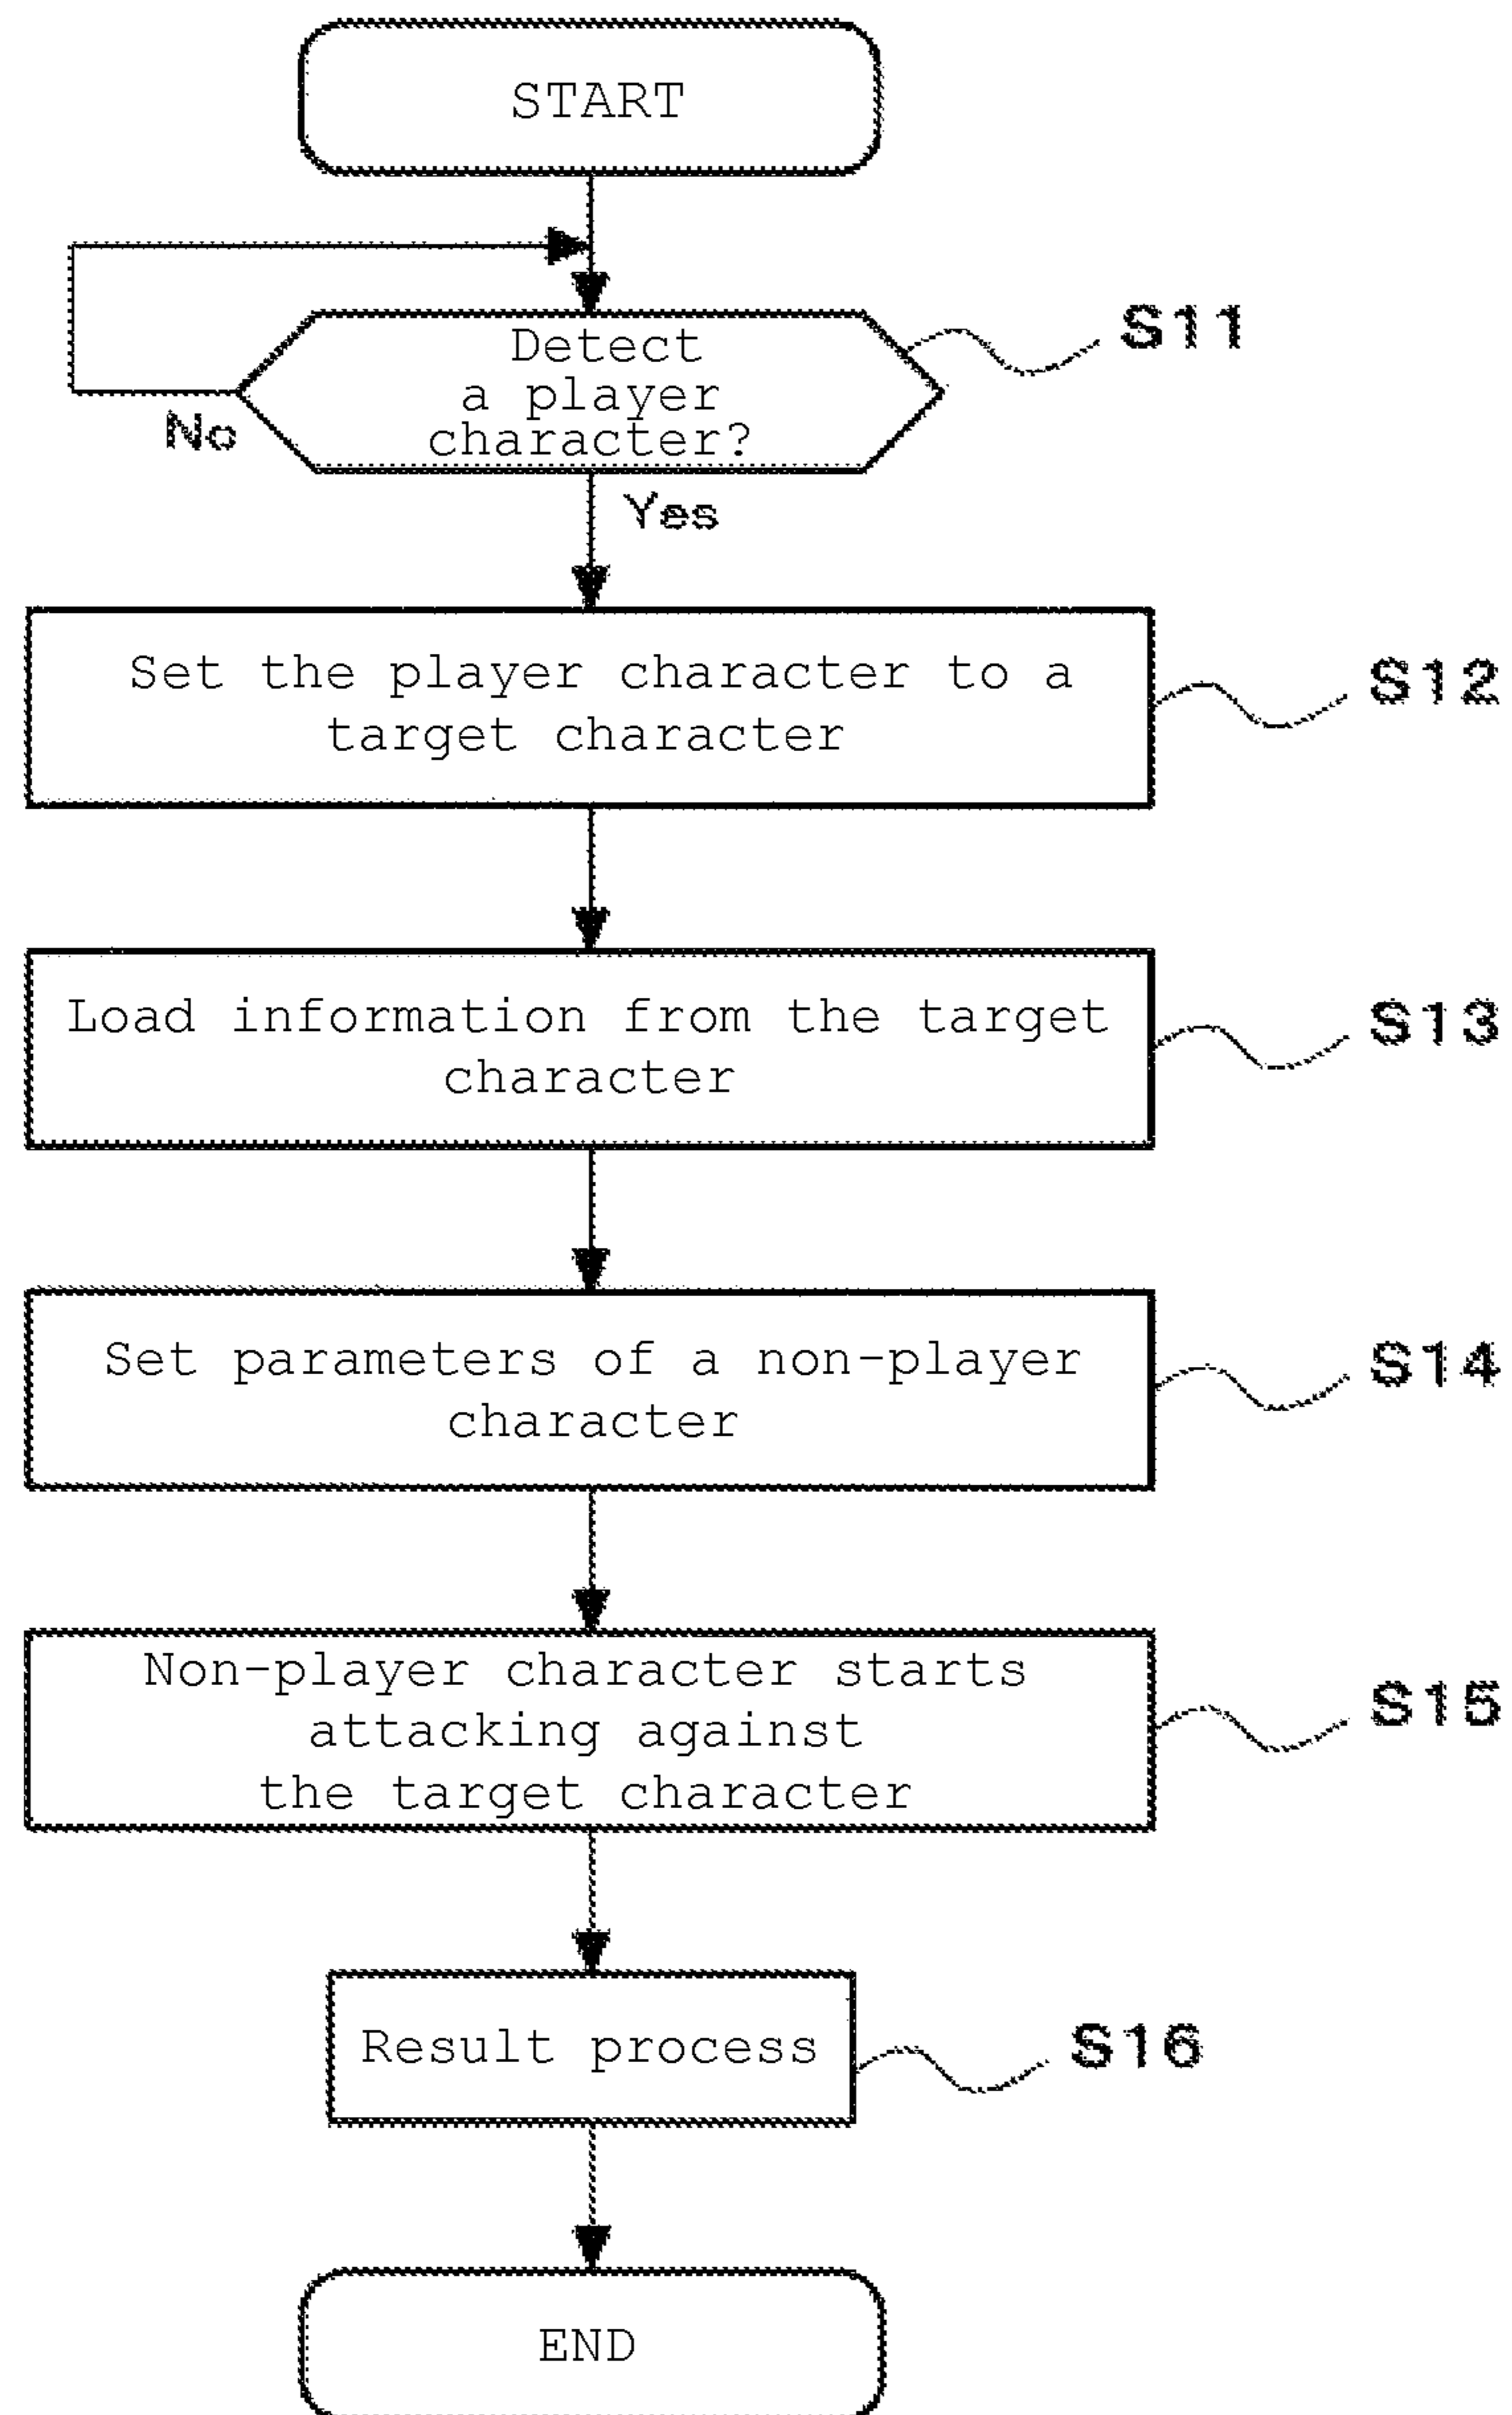 START
Detect
a player
character?
S11
No
Yes
Set the player character to a
target character
S12
Load information from the target
character
S13
Set parameters of a non-player
character
S14
Non-player character starts
attacking against
the target character
S15
Result process
S16
END